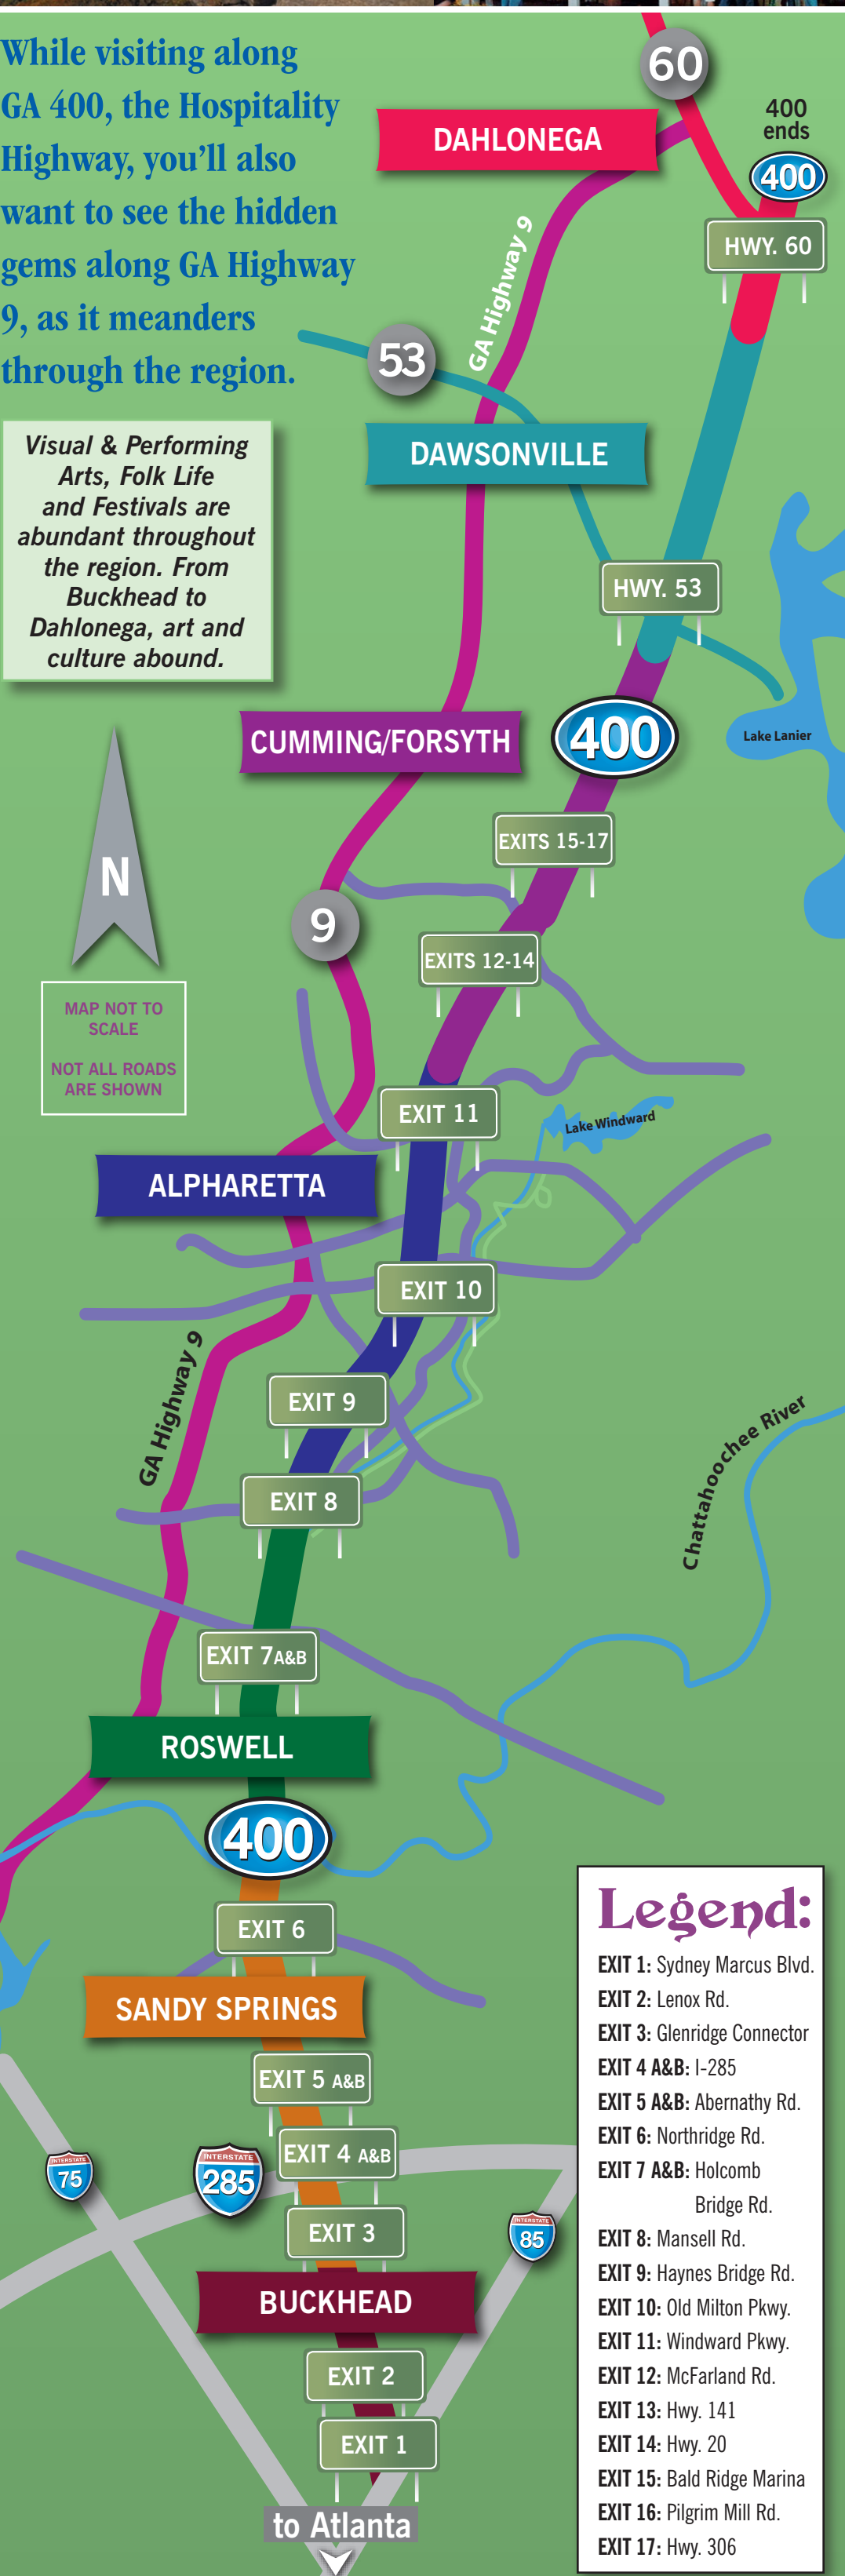 While visiting along
GA 400, the Hospitality
Highway, you'll also
want to see the hidden
gems along GA Highway
9, as it meanders
through the region.
60
DAHLONEGA
400
ends
400
HWY. 60
GA Highway 9
53
DAWSONVILLE
Visual & Performing
Arts, Folk Life
and Festivals are
abundant throughout
the region. From
Buckhead to
Dahlonega, art and
culture abound.
HWY. 53
CUMMING/FORSYTH
400
Lake Lanier
EXITS 15-17
N
9
EXITS 12-14
MAP NOT TO
SCALE
NOT ALL ROADS
ARE SHOWN
EXIT 11
Lake Windward
ALPHARETTA
EXIT 10
GA Highway 9
EXIT 9
Chattahoochee River
EXIT 8
EXIT 7A&B
ROSWELL
400
EXIT 6
SANDY SPRINGS
EXIT 5 A&B
EXIT 4 A&B
INTERSTATE
75
INTERSTATE
285
EXIT 3
INTERSTATE
85
BUCKHEAD
EXIT 2
EXIT 1
to Atlanta
Legend:
EXIT 1: Sydney Marcus Blvd.
EXIT 2: Lenox Rd.
EXIT 3: Glenridge Connector
EXIT 4 A&B: I-285
EXIT 5 A&B: Abernathy Rd.
EXIT 6: Northridge Rd.
EXIT 7 A&B: Holcomb
Bridge Rd.
EXIT 8: Mansell Rd.
EXIT 9: Haynes Bridge Rd.
EXIT 10: Old Milton Pkwy.
EXIT 11: Windward Pkwy.
EXIT 12: McFarland Rd.
EXIT 13: Hwy. 141
EXIT 14: Hwy. 20
EXIT 15: Bald Ridge Marina
EXIT 16: Pilgrim Mill Rd.
EXIT 17: Hwy. 306